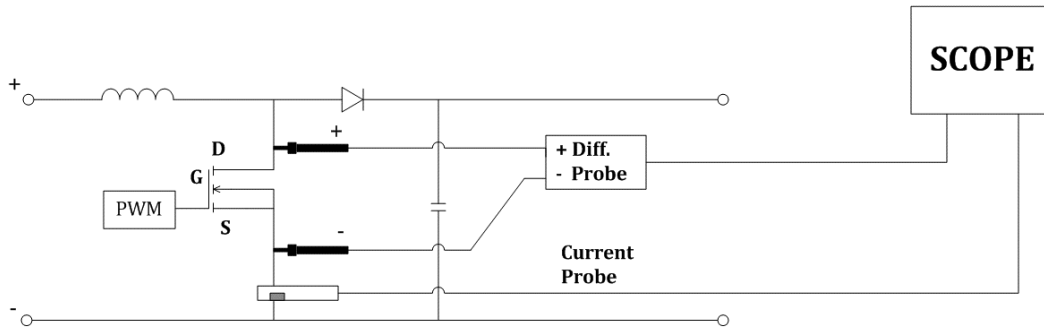 SCOPE
+
+
D
+ Diff.
- Probe
G
PWM
S
-
Current
Probe
-